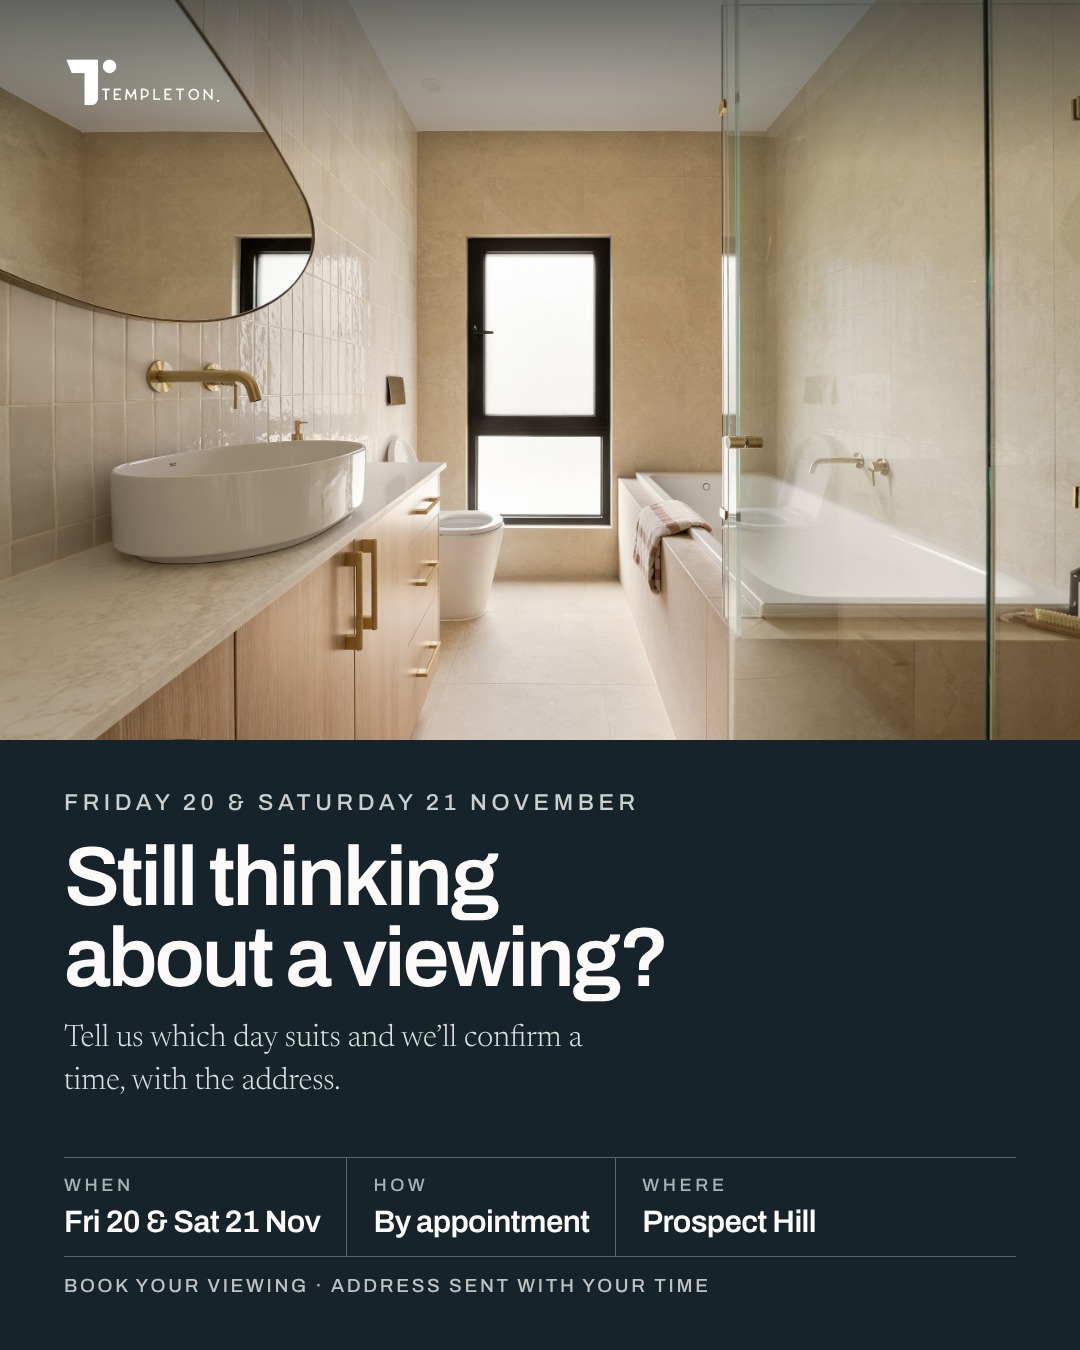 TEMPLETON.
FRIDAY 20 & SATURDAY 21 NOVEMBER
Still thinking
about a viewing?
Tell us which day suits and we’ll confirm a
time, with the address.
WHEN
Fri 20 & Sat 21 Nov
HOW
By appointment
WHERE
Prospect Hill
BOOK YOUR VIEWING · ADDRESS SENT WITH YOUR TIME